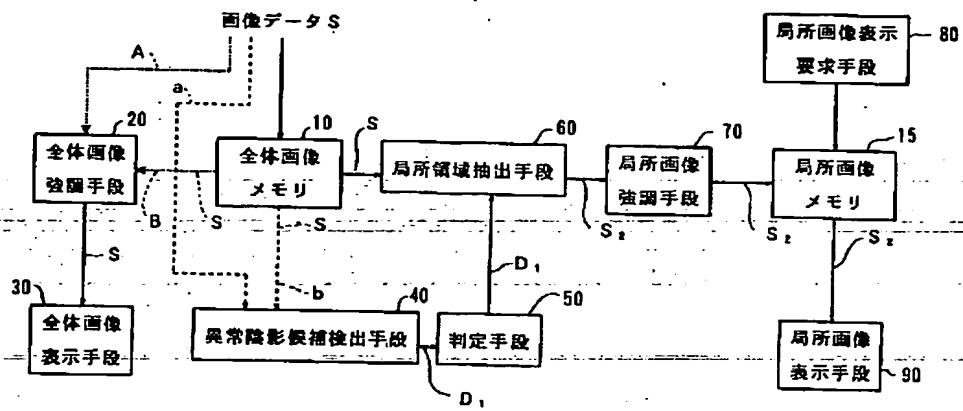 画像データS
A
a
20
全体画像
強調手段
B
S
10
全体画像
メモリ
S
60
局所領域抽出手段
S₂
70
局所画像
強調手段
S₂
局所画像表示
要求手段
80
15
局所画像
メモリ
S₂
S
30
全体画像
表示手段
S
b
40
異常陰影候補検出手段
D₁
50
判定手段
D₁
局所画像
表示手段
90